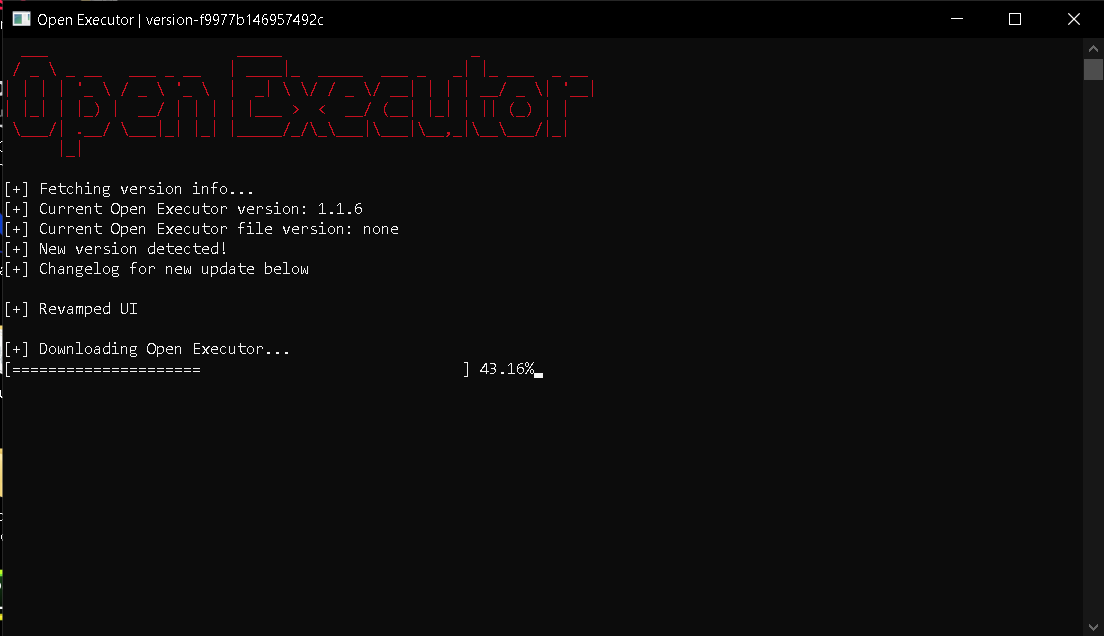 Open Executor | version-f9977b146957492c
Open Executor
[+] Fetching version info...
[+] Current Open Executor version: 1.1.6
[+] Current Open Executor file version: none
[+] New version detected!
[+] Changelog for new update below
[+] Revamped UI
[+] Downloading Open Executor...
[===================== ] 43.16%